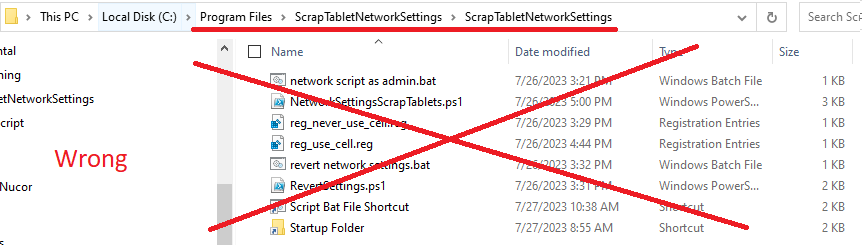 This PC > Local Disk (C:) > Program Files > ScrapTabletNetworkSettings > ScrapTabletNetworkSettings
Search Scr
Name Date modified Type Size
network script as admin.bat 7/26/2023 3:21 PM Windows Batch File 1 KB
NetworkSettingsScrapTablets.ps1 7/26/2023 5:00 PM Windows PowerS... 3 KB
reg_never_use_cell.reg 7/26/2023 3:29 PM Registration Entries 1 KB
reg_use_cell.reg 7/26/2023 4:44 PM Registration Entries 1 KB
revert network settings.bat 7/26/2023 3:32 PM Windows Batch File 1 KB
RevertSettings.ps1 7/26/2023 3:31 PM Windows PowerS... 2 KB
Script Bat File Shortcut 7/27/2023 10:38 AM Shortcut 2 KB
Startup Folder 7/27/2023 8:55 AM Shortcut 2 KB
ntal
ning
etNetworkSettings
cript
Wrong
Nucor